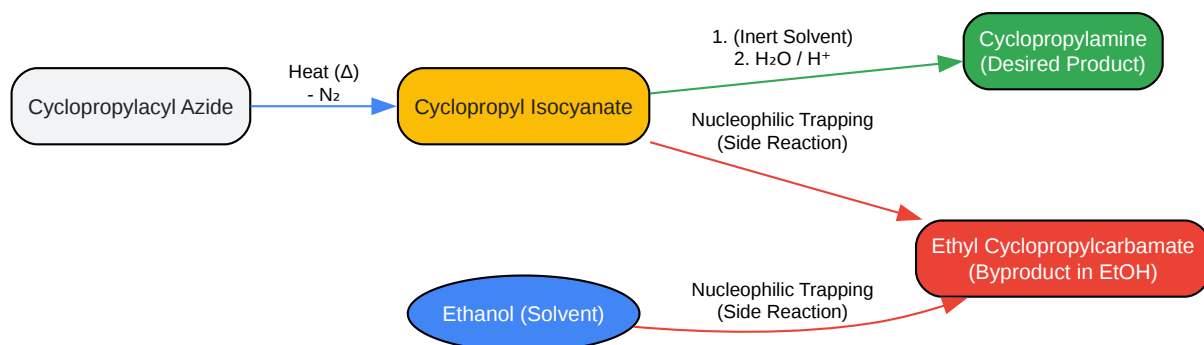 Cyclopropylacyl Azide
Heat (Δ)
- N₂
Cyclopropyl Isocyanate
1. (Inert Solvent)
2. H₂O / H⁺
Cyclopropylamine
(Desired Product)
Nucleophilic Trapping
(Side Reaction)
Ethyl Cyclopropylcarbamate
(Byproduct in EtOH)
Ethanol (Solvent)
Nucleophilic Trapping
(Side Reaction)